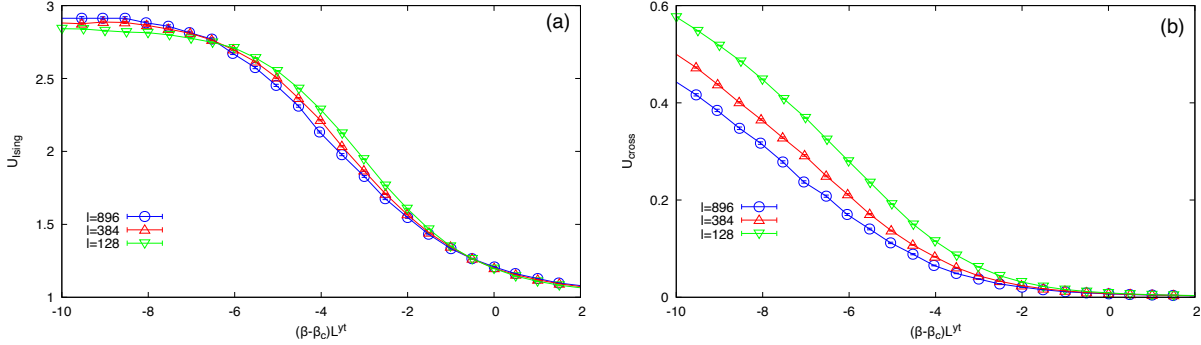 3
2.5
2
1.5
1
U_Ising
(a)
l=896
l=384
l=128
-10
-8
-6
-4
-2
0
2
(β-β_c)L^yt
0.6
0.4
0.2
0
U_cross
(b)
l=896
l=384
l=128
-10
-8
-6
-4
-2
0
2
(β-β_c)L^yt